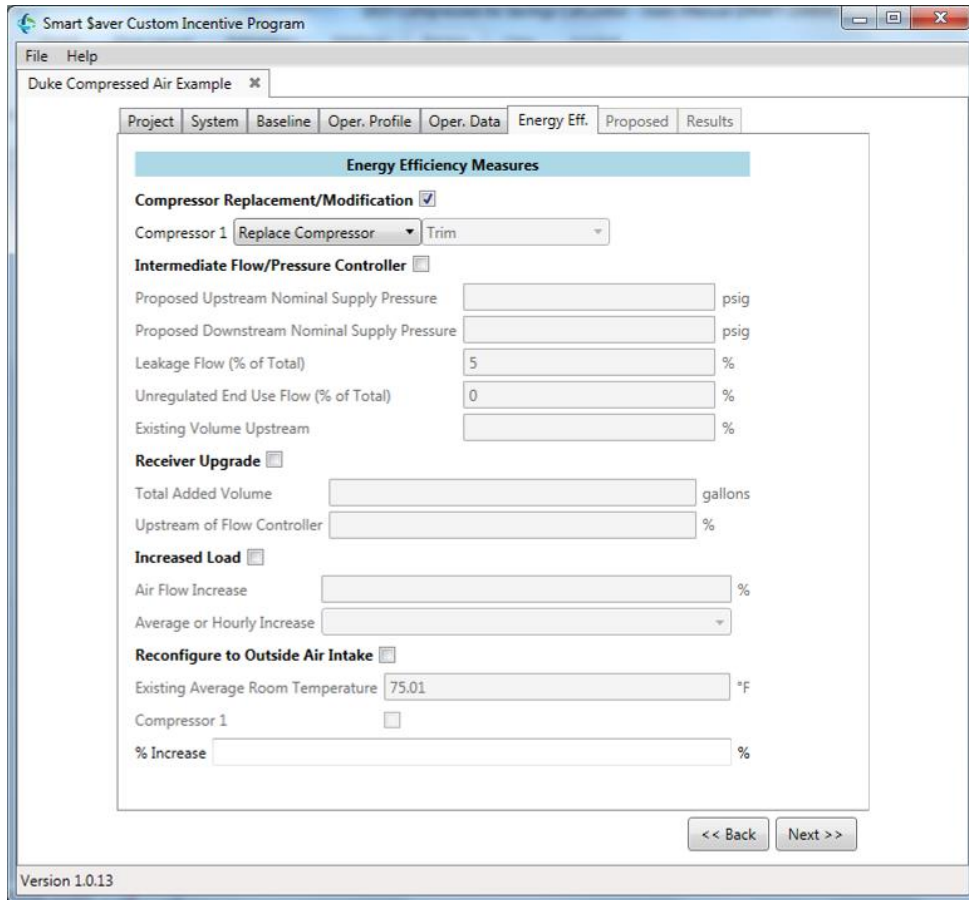 Smart $aver Custom Incentive Program
File Help
Duke Compressed Air Example
Project System Baseline Oper. Profile Oper. Data Energy Eff. Proposed Results
Energy Efficiency Measures
Compressor Replacement/Modification
Compressor 1 Replace Compressor Trim
Intermediate Flow/Pressure Controller
Proposed Upstream Nominal Supply Pressure psig
Proposed Downstream Nominal Supply Pressure psig
Leakage Flow (% of Total) 5 %
Unregulated End Use Flow (% of Total) 0 %
Existing Volume Upstream %
Receiver Upgrade
Total Added Volume gallons
Upstream of Flow Controller %
Increased Load
Air Flow Increase %
Average or Hourly Increase
Reconfigure to Outside Air Intake
Existing Average Room Temperature 75.01 °F
Compressor 1
% Increase %
<< Back Next >>
Version 1.0.13